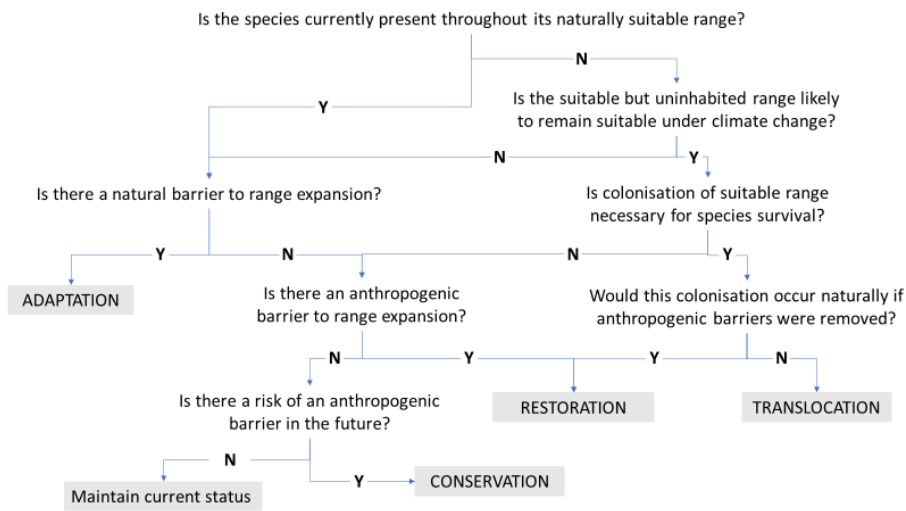 Is the species currently present throughout its naturally suitable range?
N
Y
Is the suitable but uninhabited range likely
to remain suitable under climate change?
N
Y
Is there a natural barrier to range expansion?
Is colonisation of suitable range
necessary for species survival?
Y
N
N
Y
ADAPTATION
Is there an anthropogenic
barrier to range expansion?
Would this colonisation occur naturally if
anthropogenic barriers were removed?
N
Y
Y
N
Is there a risk of an anthropogenic
barrier in the future?
RESTORATION
TRANSLOCATION
N
Y
CONSERVATION
Maintain current status